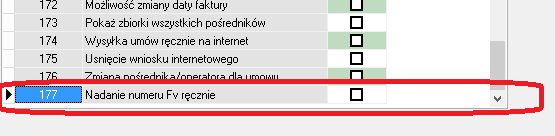 172 Możliwość zmiany daty faktury
173 Pokaż zbiorki wszystkich pośredników
174 Wysyłka umów ręcznie na internet
175 Usnięcie wniosku internetowego
176 Zmiana pośrednika/operatora dla umowy
177 Nadanie numeru Fv ręcznie